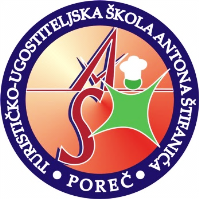 TURISTIČKO-UGOSTITELJSKA ŠKOLA ANTONA ŠTIFANIĆA
AŠ
• POREČ •